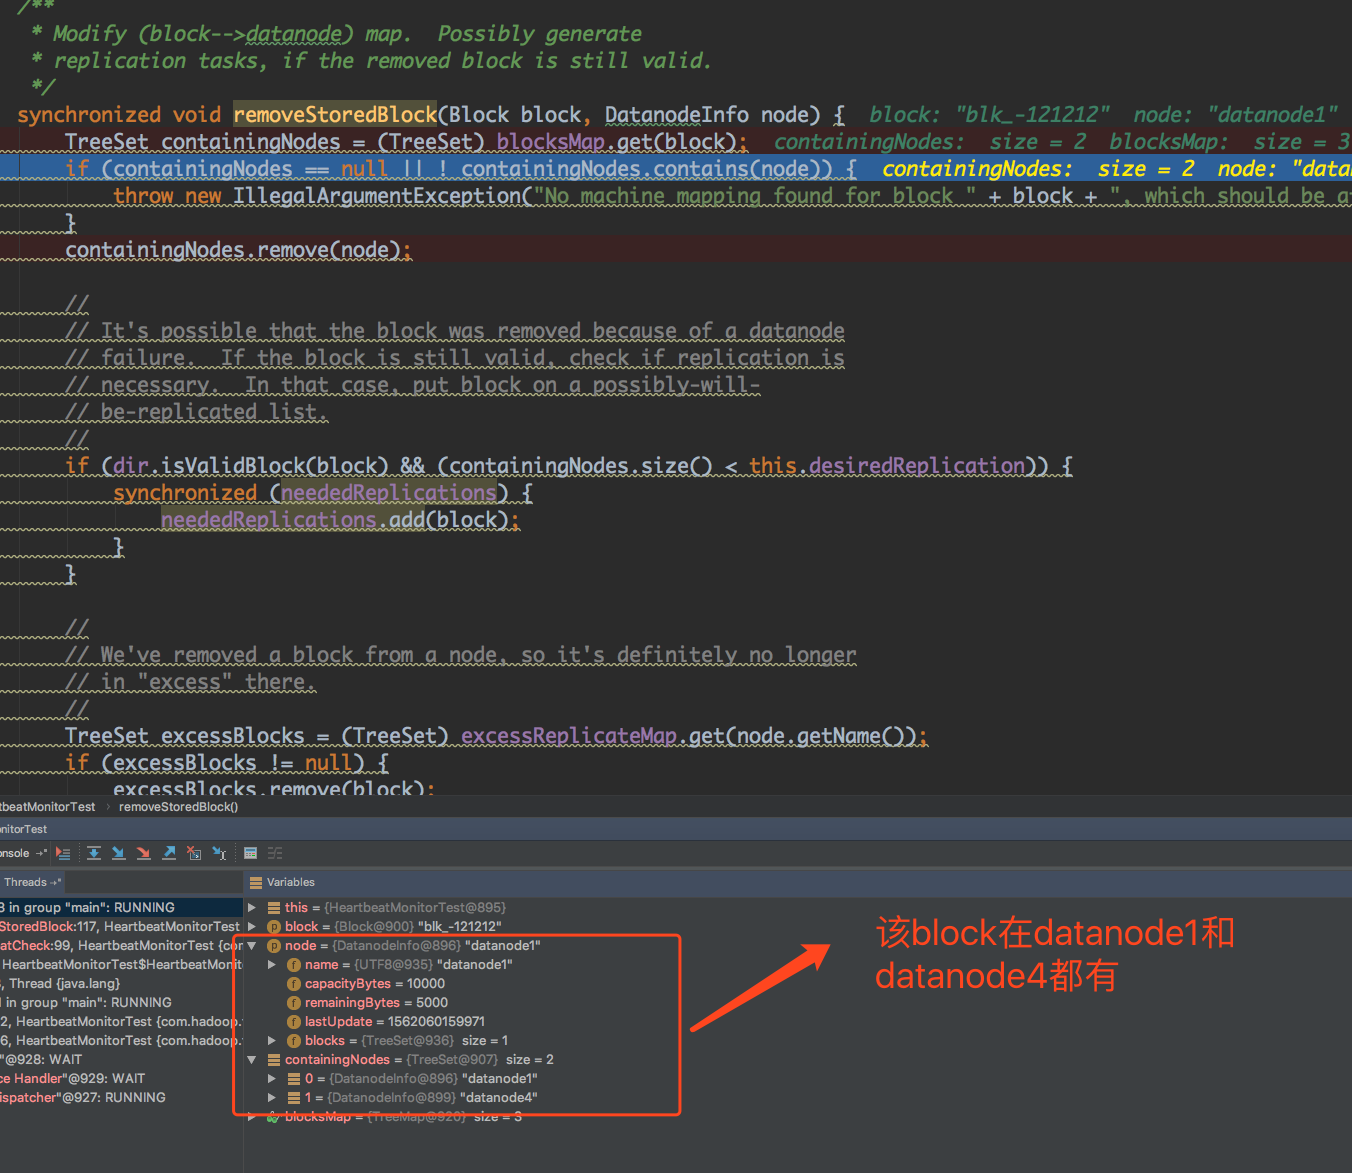 /**
* Modify (block-->datanode) map.  Possibly generate
* replication tasks, if the removed block is still valid.
*/
synchronized void removeStoredBlock(Block block, DatanodeInfo node) {  block: "blk_-121212"  node: "datanode1"
TreeSet containingNodes = (TreeSet) blocksMap.get(block);  containingNodes:  size = 2  blocksMap:  size = 3
if (containingNodes == null || ! containingNodes.contains(node)) {  containingNodes:  size = 2  node: "data
throw new IllegalArgumentException("No machine mapping found for block " + block + ", which should be a
}
containingNodes.remove(node);
//
// It's possible that the block was removed because of a datanode
// failure.  If the block is still valid, check if replication is
// necessary.  In that case, put block on a possibly-will-
// be-replicated list.
//
if (dir.isValidBlock(block) && (containingNodes.size() < this.desiredReplication)) {
synchronized (neededReplications) {
neededReplications.add(block);
}
}
//
// We've removed a block from a node, so it's definitely no longer
// in "excess" there.
//
TreeSet excessBlocks = (TreeSet) excessReplicateMap.get(node.getName());
if (excessBlocks != null) {
excessBlocks.remove(block);
tbeatMonitorTest › removeStoredBlock()
onitorTest
onsole
Threads
Variables
3 in group "main": RUNNING
StoredBlock:117, HeartbeatMonitorTest
eatCheck:99, HeartbeatMonitorTest {co
HeartbeatMonitorTest$HeartbeatMonit
, Thread {java.lang}
1 in group "main": RUNNING
2, HeartbeatMonitorTest {com.hadoop.
6, HeartbeatMonitorTest {com.hadoop.
"@928: WAIT
ce Handler"@929: WAIT
ispatcher"@927: RUNNING
this = {HeartbeatMonitorTest@895}
block = {Block@900} "blk_-121212"
node = {DatanodeInfo@896} "datanode1"
name = {UTF8@935} "datanode1"
capacityBytes = 10000
remainingBytes = 5000
lastUpdate = 1562060159971
blocks = {TreeSet@936}  size = 1
containingNodes = {TreeSet@907}  size = 2
0 = {DatanodeInfo@896} "datanode1"
1 = {DatanodeInfo@899} "datanode4"
blocksMap = {TreeMap@920}  size = 3
该block在datanode1和
datanode4都有